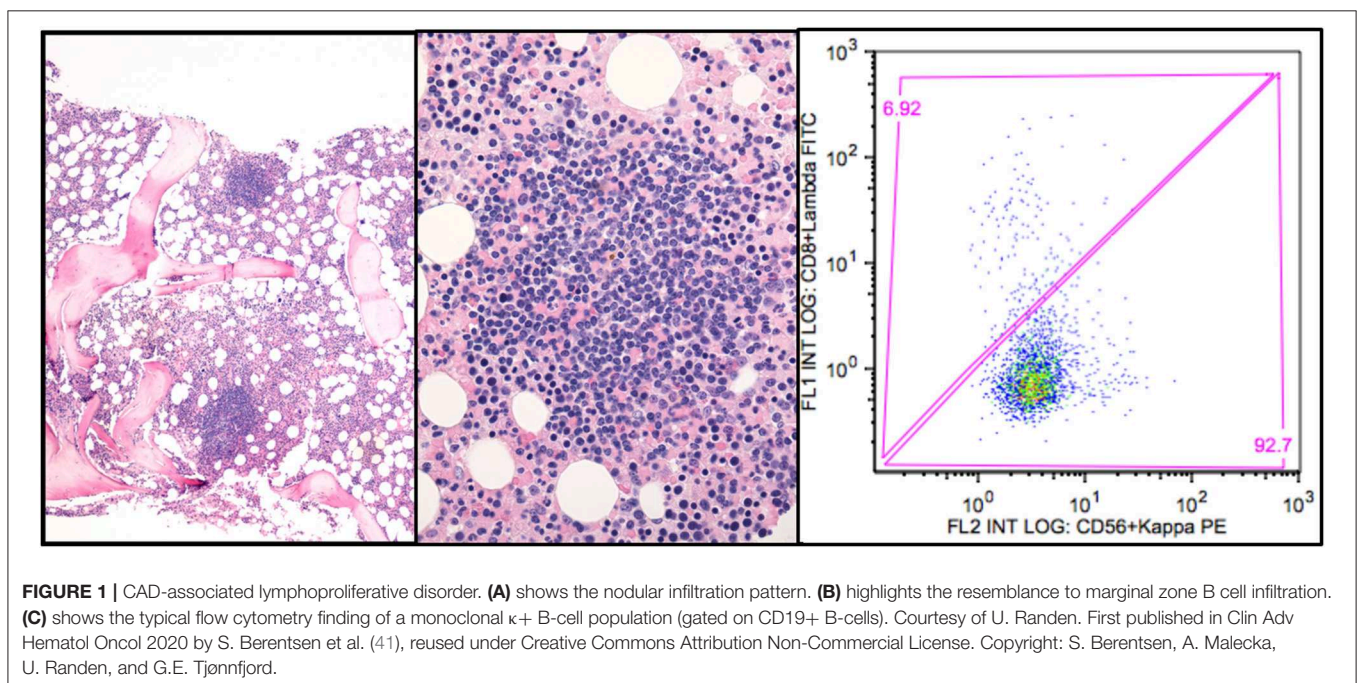 10³
6.92
10²
10¹
10⁰
92.7
FL1 INT LOG: CD8+Lambda FITC
10⁰ 10¹ 10² 10³
FL2 INT LOG: CD56+Kappa PE
FIGURE 1 | CAD-associated lymphoproliferative disorder. (A) shows the nodular infiltration pattern. (B) highlights the resemblance to marginal zone B cell infiltration.
(C) shows the typical flow cytometry finding of a monoclonal κ+ B-cell population (gated on CD19+ B-cells). Courtesy of U. Randen. First published in Clin Adv
Hematol Oncol 2020 by S. Berentsen et al. (41), reused under Creative Commons Attribution Non-Commercial License. Copyright: S. Berentsen, A. Malecka,
U. Randen, and G.E. Tjønnfjord.